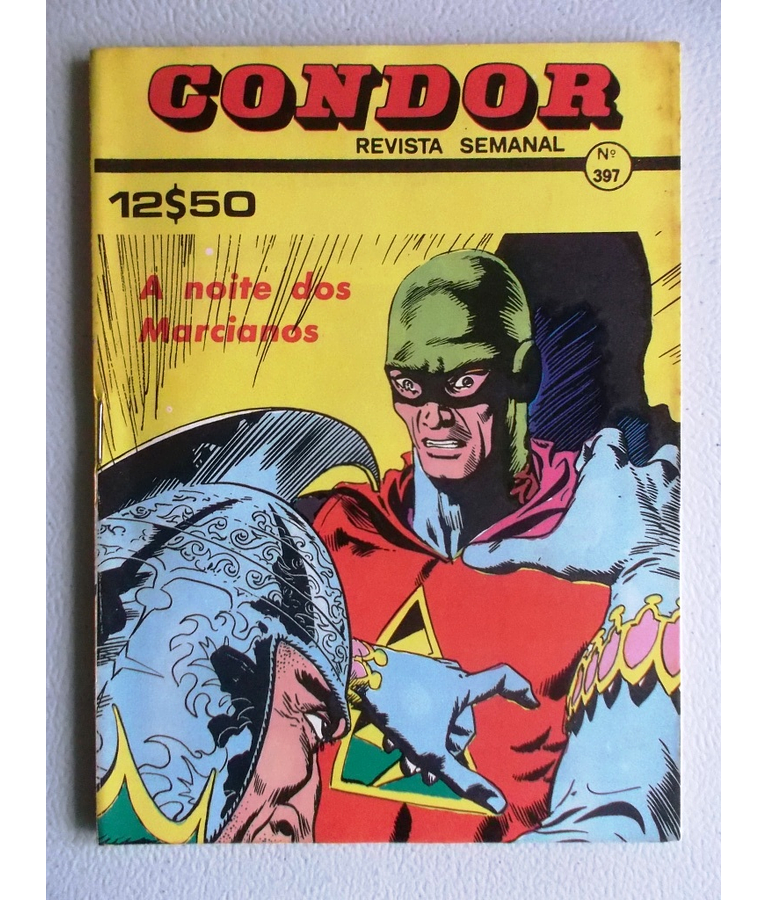 CONDOR
REVISTA SEMANAL
Nº
397
12$50
A noite dos
Marcianos